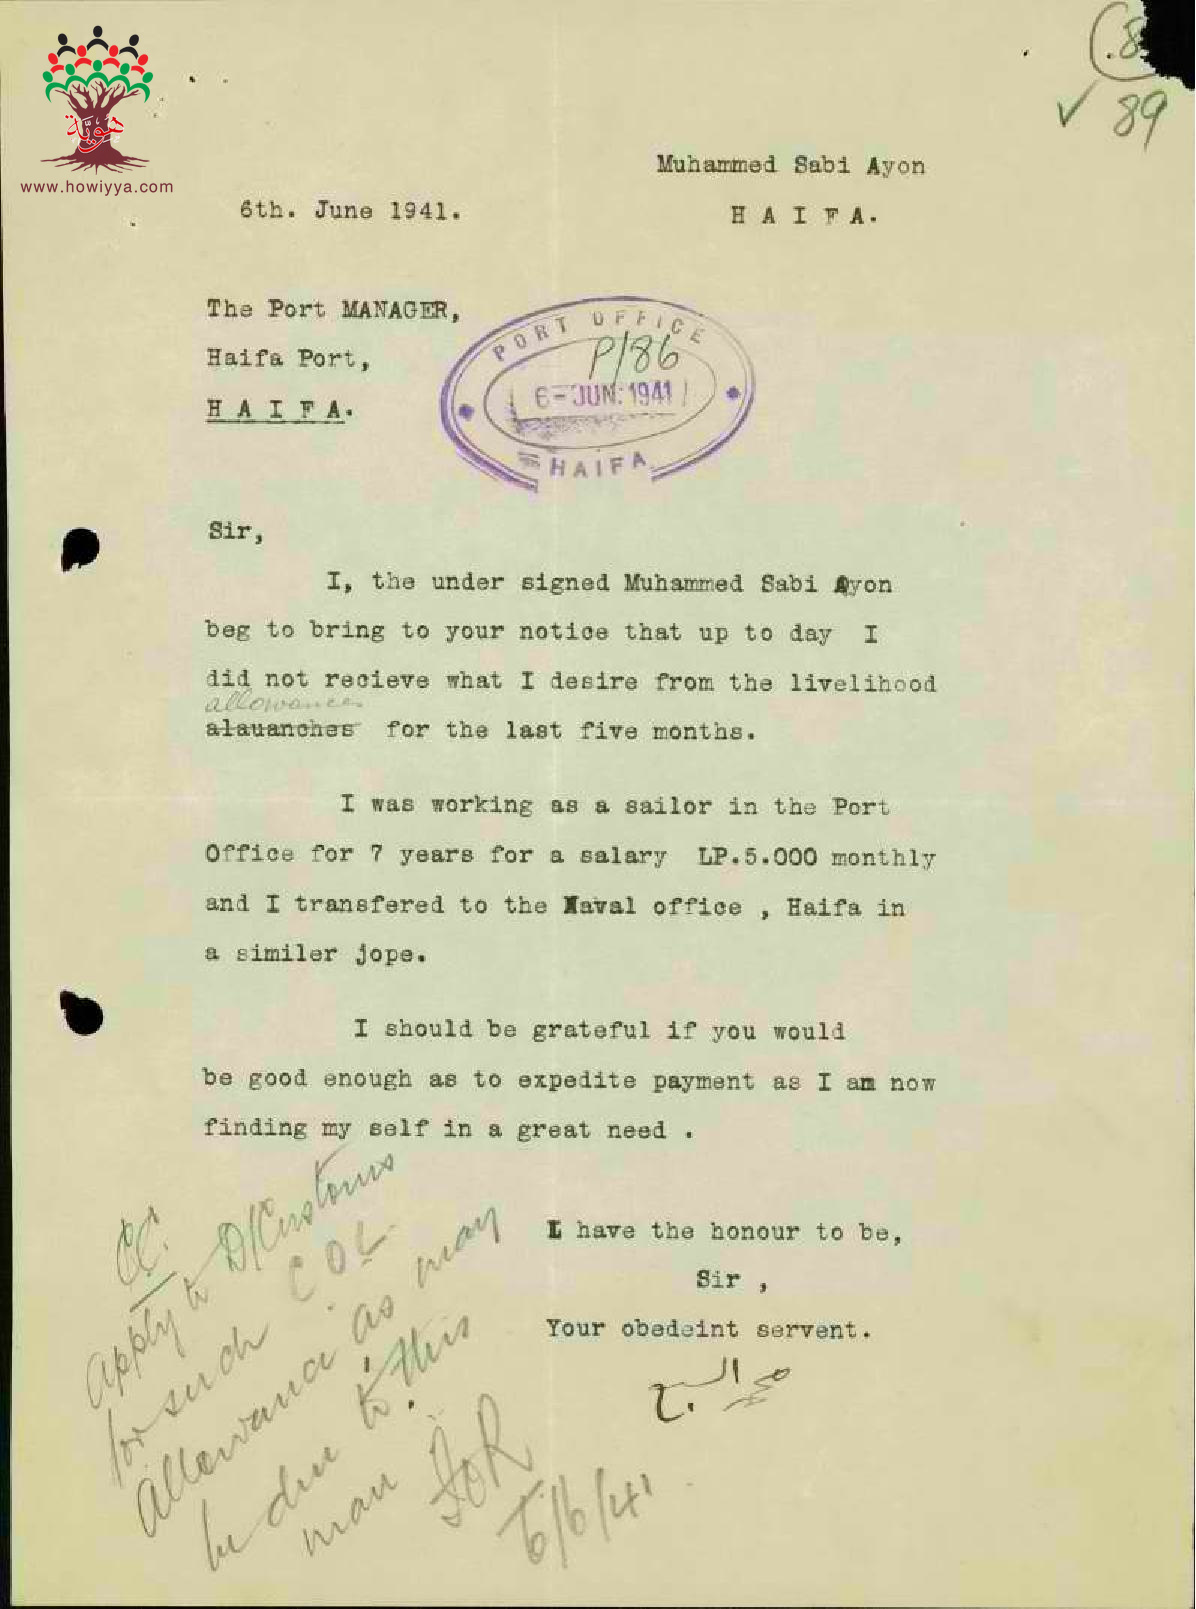 هوية
www.howiyya.com
(.8
✓ 89
Muhammed Sabi Ayon
6th. June 1941.
H A I F A.
The Port MANAGER,
Haifa Port,
H A I F A.
PORT OFFICE
P/86
6-JUN.1941
HAIFA
Sir,
I, the under signed Muhammed Sabi Ayon
beg to bring to your notice that up to day I
did not recieve what I desire from the livelihood
allowances
alauanches for the last five months.
I was working as a sailor in the Port
Office for 7 years for a salary LP.5.000 monthly
and I transfered to the Naval office , Haifa in
a similer jope.
I should be grateful if you would
be good enough as to expedite payment as I am now
finding my self in a great need .
I have the honour to be,
Sir ,
Your obedeint servent.
CC.
apply to D/Customs
for such COL
allowance as may
be due to this
man
6/6/41